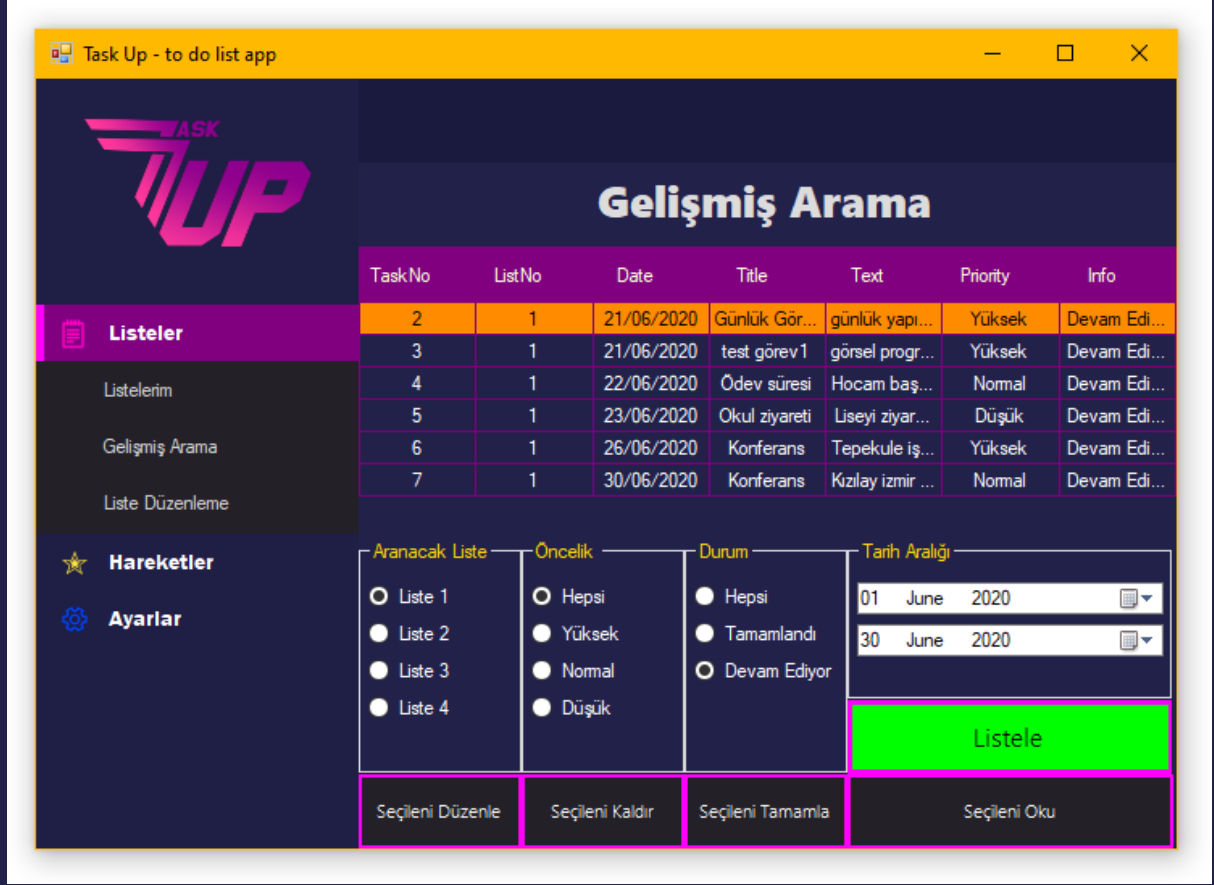 Task Up - to do list app
TASK
UP
Gelişmiş Arama
TaskNo ListNo Date Title Text Priority Info
2 1 21/06/2020 Günlük Gör... günlük yapı... Yüksek Devam Edi...
3 1 21/06/2020 test görev1 görsel progr... Yüksek Devam Edi...
4 1 22/06/2020 Ödev süresi Hocam baş... Normal Devam Edi...
5 1 23/06/2020 Okul ziyareti Liseyi ziyar... Düşük Devam Edi...
6 1 26/06/2020 Konferans Tepekule iş... Yüksek Devam Edi...
7 1 30/06/2020 Konferans Kızılay izmir ... Normal Devam Edi...
Listeler
Listelerim
Gelişmiş Arama
Liste Düzenleme
Hareketler
Ayarlar
Aranacak Liste
Liste 1
Liste 2
Liste 3
Liste 4
Öncelik
Hepsi
Yüksek
Normal
Düşük
Durum
Hepsi
Tamamlandı
Devam Ediyor
Tarih Aralığı
01 June 2020
30 June 2020
Listele
Seçileni Düzenle
Seçileni Kaldır
Seçileni Tamamla
Seçileni Oku